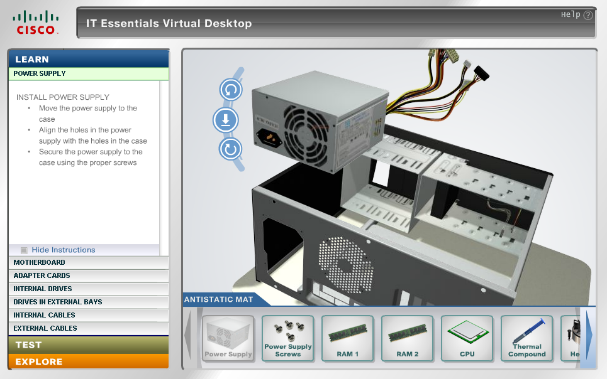 CISCO.
IT Essentials Virtual Desktop
Help ?
LEARN
POWER SUPPLY
INSTALL POWER SUPPLY
• Move the power supply to the
case
• Align the holes in the power
supply with the holes in the case
• Secure the power supply to the
case using the proper screws
Hide Instructions
MOTHERBOARD
ADAPTER CARDS
INTERNAL DRIVES
DRIVES IN EXTERNAL BAYS
INTERNAL CABLES
EXTERNAL CABLES
TEST
EXPLORE
ANTISTATIC MAT
Power Supply
Power Supply
Screws
RAM 1
RAM 2
CPU
Thermal
Compound
He